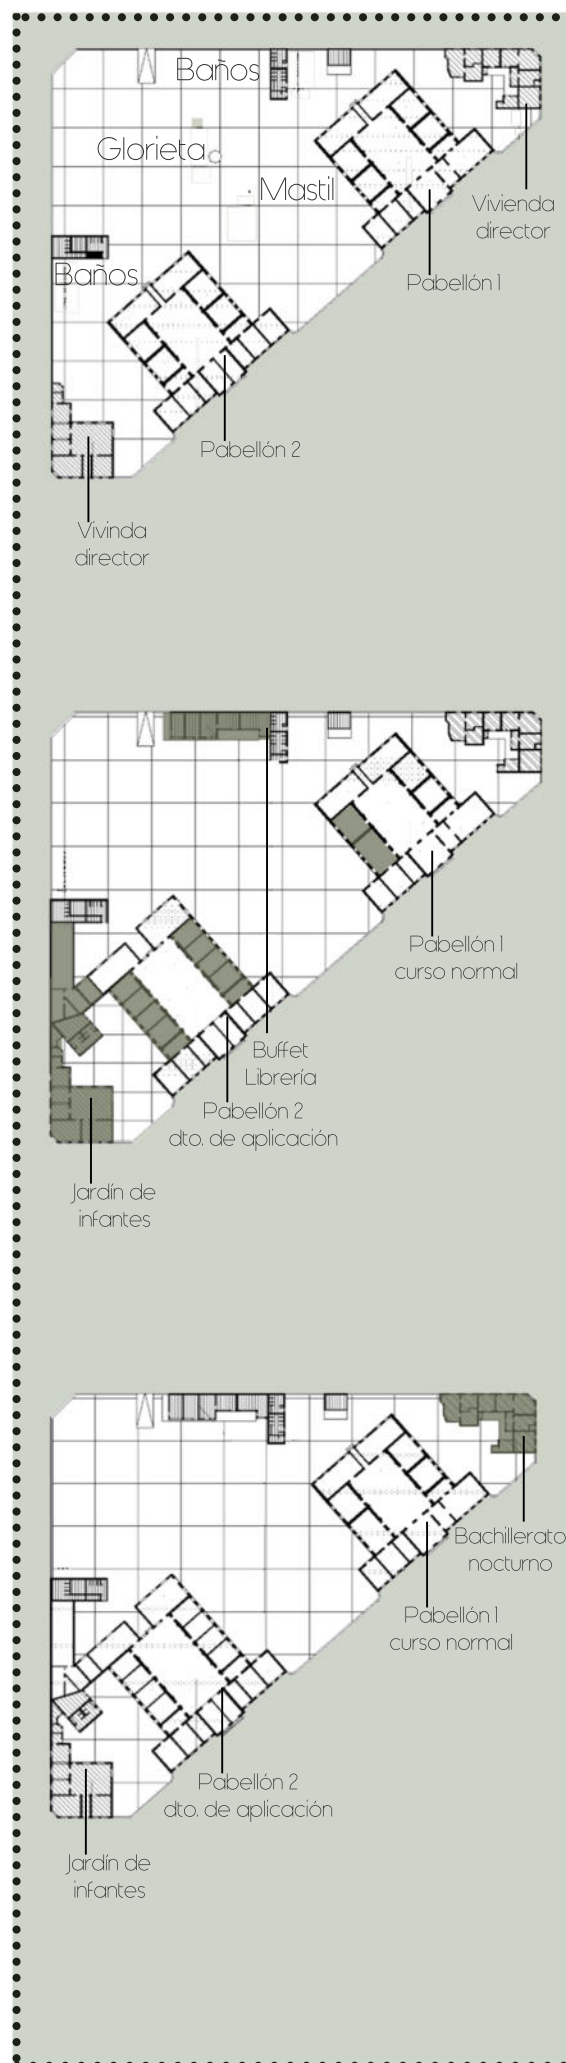 Baños
Glorieta
Mastil
Vivienda
director
Baños
Pabellón 1
Pabellón 2
Vivinda
director
Pabellón 1
curso normal
Buffet
Librería
Pabellón 2
dto. de aplicación
Jardín de
infantes
Bachillerato
nocturno
Pabellón 1
curso normal
Pabellón 2
dto. de aplicación
Jardín de
infantes